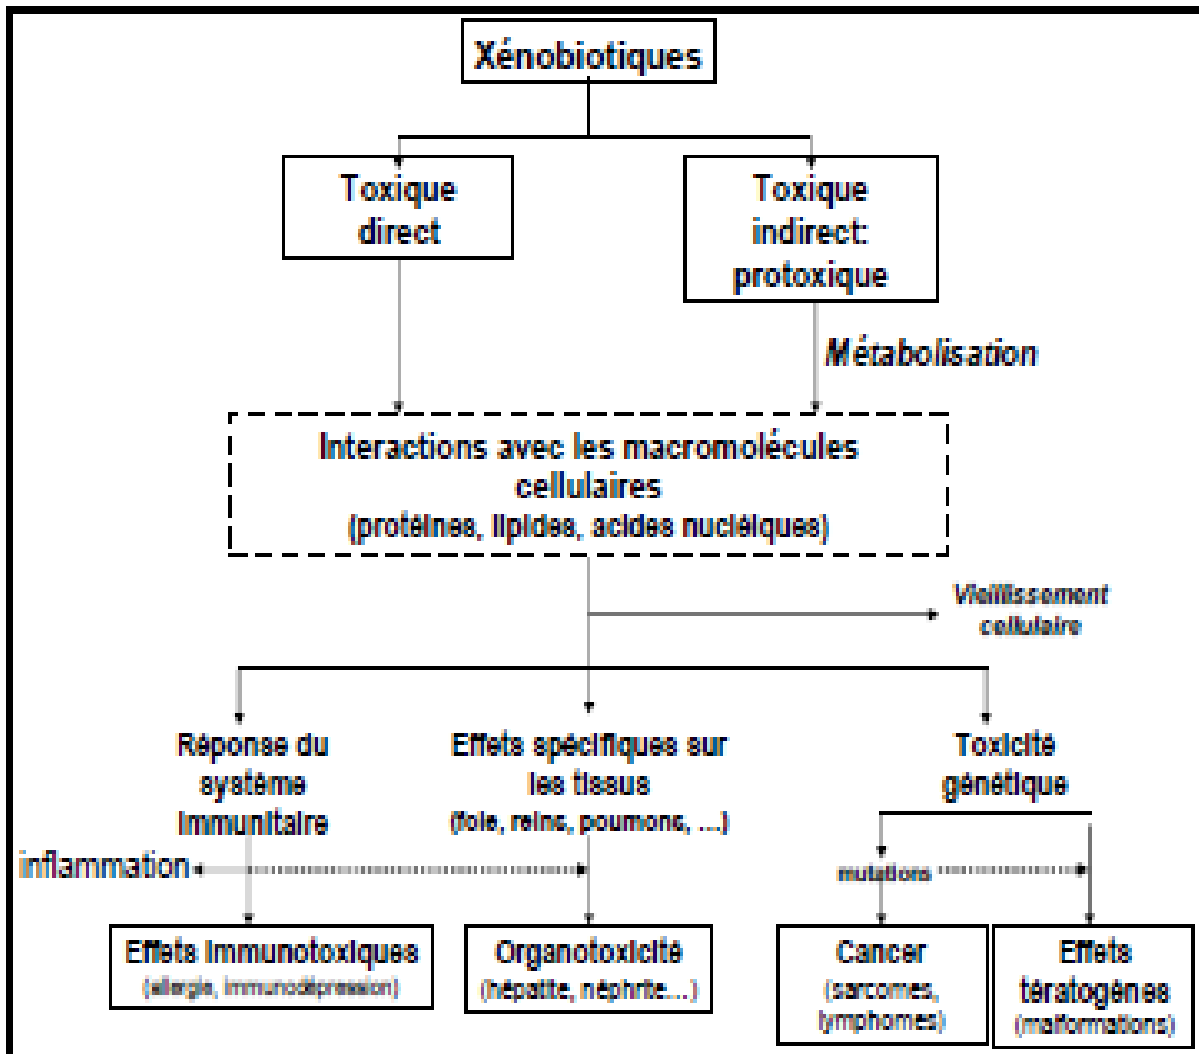 Xénobiotiques
Toxique
direct
Toxique
indirect:
protoxique
Métabolisation
Interactions avec les macromolécules
cellulaires
(protéines, lipides, acides nucléiques)
Vieillissement
cellulaire
Réponse du
système
immunitaire
Effets spécifiques sur
les tissus
(foie, reins, poumons, ...)
Toxicité
génétique
inflammation
mutations
Effets immunotoxiques
(allergie, immunodépression)
Organotoxicité
(hépatite, néphrite...)
Cancer
(sarcomes,
lymphomes)
Effets
tératogènes
(malformations)